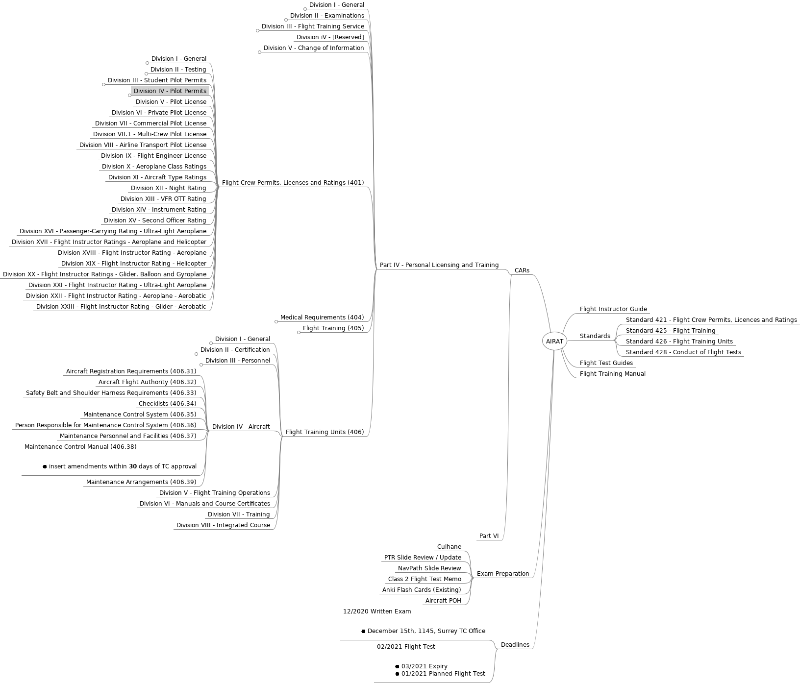 Division I - General
Division II - Examinations
Division III - Flight Training Service
Division IV - [Reserved]
Division V - Change of Information
Division I - General
Division II - Testing
Division III - Student Pilot Permits
Division IV - Pilot Permits
Division V - Pilot License
Division VI - Private Pilot License
Division VII - Commercial Pilot License
Division VII.I - Multi-Crew Pilot License
Division VIII - Airline Transport Pilot License
Division IX - Flight Engineer License
Division X - Aeroplane Class Ratings
Division XI - Aircraft Type Ratings
Division XII - Night Rating
Division XIII - VFR OTT Rating
Division XIV - Instrument Rating
Division XV - Second Officer Rating
Division XVI - Passenger-Carrying Rating - Ultra-Light Aeroplane
Division XVII - Flight Instructor Ratings - Aeroplane and Helicopter
Division XVIII - Flight Instructor Rating - Aeroplane
Division XIX - Flight Instructor Rating - Helicopter
Division XX - Flight Instructor Ratings - Glider, Balloon and Gyroplane
Division XXI - Flight Instructor Rating - Ultra-Light Aeroplane
Division XXII - Flight Instructor Rating - Aeroplane - Aerobatic
Division XXIII - Flight Instructor Rating - Glider - Aerobatic
Flight Crew Permits, Licenses and Ratings (401)
Medical Requirements (404)
Flight Training (405)
Division I - General
Division II - Certification
Division III - Personnel
Aircraft Registration Requirements (406.31)
Aircraft Flight Authority (406.32)
Safety Belt and Shoulder Harness Requirements (406.33)
Checklists (406.34)
Maintenance Control System (406.35)
Person Responsible for Maintenance Control System (406.36)
Maintenance Personnel and Facilities (406.37)
Maintenance Control Manual (406.38)
● Insert amendments within 30 days of TC approval
Maintenance Arrangements (406.39)
Division IV - Aircraft
Division V - Flight Training Operations
Division VI - Manuals and Course Certificates
Division VII - Training
Division VIII - Integrated Course
Flight Training Units (406)
Part IV - Personal Licensing and Training
Part VI
CARs
Culhane
PTR Slide Review / Update
NavPath Slide Review
Class 2 Flight Test Memo
Anki Flash Cards (Existing)
Aircraft POH
Exam Preparation
12/2020 Written Exam
● December 15th, 1145, Surrey TC Office
02/2021 Flight Test
● 03/2021 Expiry
● 01/2021 Planned Flight Test
Deadlines
AIRAT
Flight Instructor Guide
Standards
Standard 421 - Flight Crew Permits, Licences and Ratings
Standard 425 - Flight Training
Standard 426 - Flight Training Units
Standard 428 - Conduct of Flight Tests
Flight Test Guides
Flight Training Manual